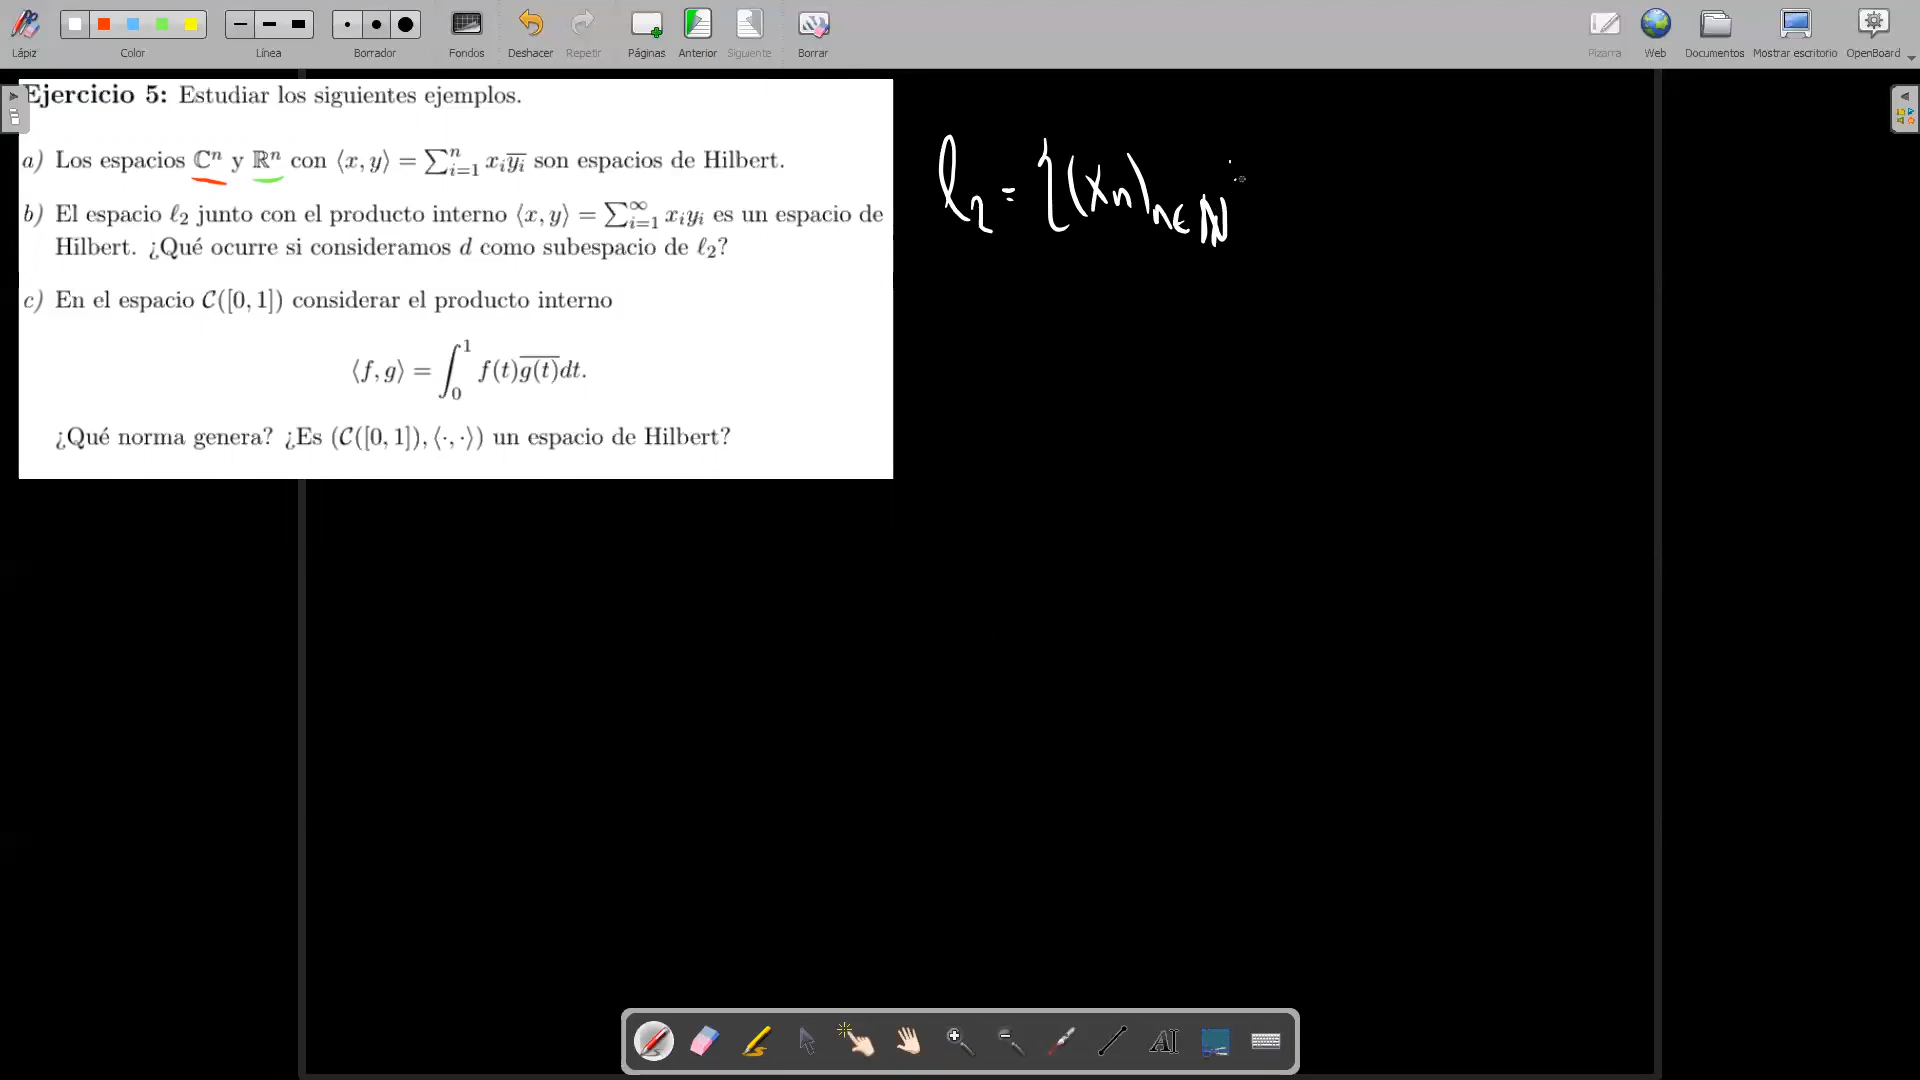 Lápiz Color Línea Borrador Fondos Deshacer Repetir Páginas Anterior Siguiente Borrar Pizarra Web Documentos Mostrar escritorio OpenBoard
Ejercicio 5: Estudiar los siguientes ejemplos.
a) Los espacios ℂⁿ y ℝⁿ con ⟨x, y⟩ = ∑ⁿᵢ₌₁ xᵢy̅ᵢ̅ son espacios de Hilbert.
b) El espacio ℓ₂ junto con el producto interno ⟨x, y⟩ = ∑^∞ᵢ₌₁ xᵢyᵢ es un espacio de
Hilbert. ¿Qué ocurre si consideramos d como subespacio de ℓ₂?
c) En el espacio 𝒞([0, 1]) considerar el producto interno
⟨f, g⟩ = ∫₀¹ f(t)\overline{g(t)}dt.
¿Qué norma genera? ¿Es (𝒞([0, 1]), ⟨·, ·⟩) un espacio de Hilbert?
ℓ₂ = {(xn)n∈ℕ
AI